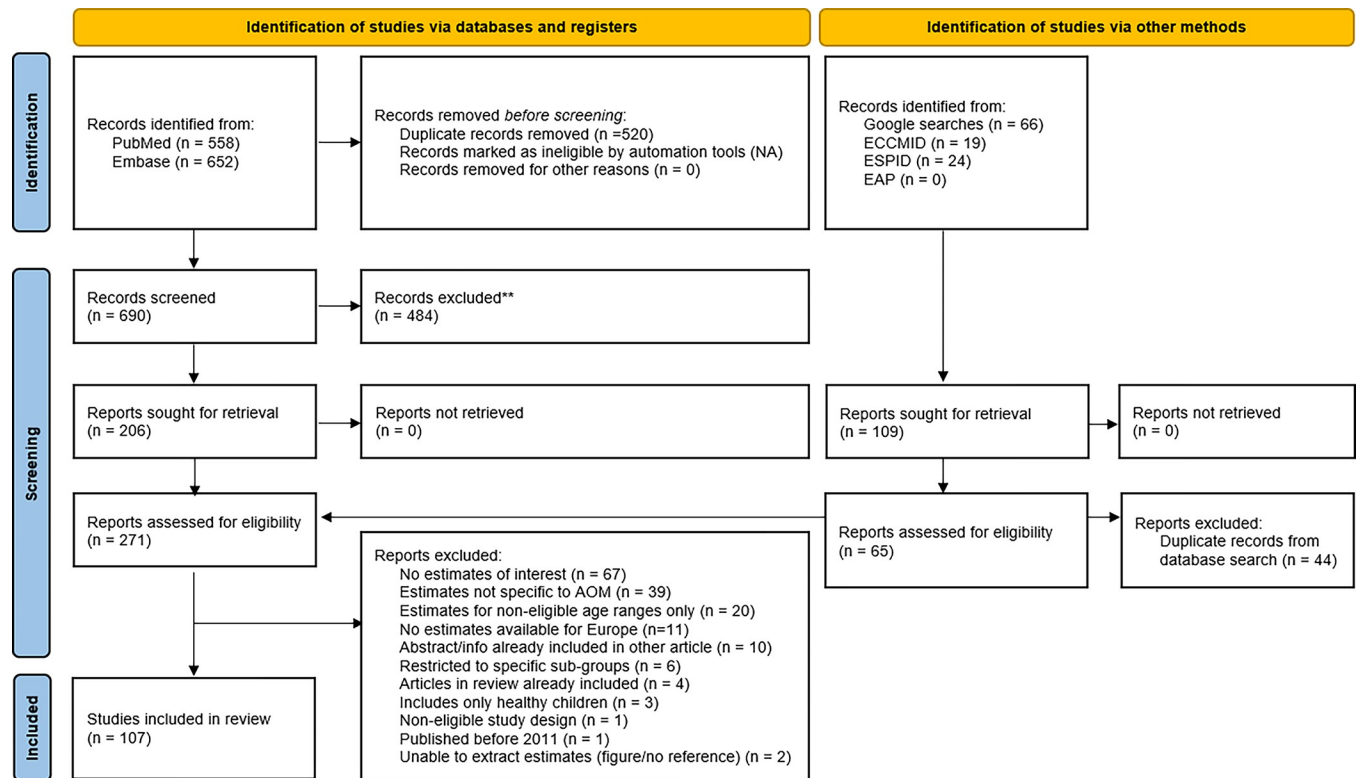 Identification of studies via databases and registers
Identification of studies via other methods
Identification
Records identified from:
PubMed (n = 558)
Embase (n = 652)
Records removed before screening:
Duplicate records removed (n =520)
Records marked as ineligible by automation tools (NA)
Records removed for other reasons (n = 0)
Records identified from:
Google searches (n = 66)
ECCMID (n = 19)
ESPID (n = 24)
EAP (n = 0)
Screening
Records screened
(n = 690)
Records excluded**
(n = 484)
Reports sought for retrieval
(n = 206)
Reports not retrieved
(n = 0)
Reports sought for retrieval
(n = 109)
Reports not retrieved
(n = 0)
Reports assessed for eligibility
(n = 271)
Reports assessed for eligibility
(n = 65)
Reports excluded:
Duplicate records from
database search (n = 44)
Reports excluded:
No estimates of interest (n = 67)
Estimates not specific to AOM (n = 39)
Estimates for non-eligible age ranges only (n = 20)
No estimates available for Europe (n=11)
Abstract/info already included in other article (n = 10)
Restricted to specific sub-groups (n = 6)
Articles in review already included (n = 4)
Includes only healthy children (n = 3)
Non-eligible study design (n = 1)
Published before 2011 (n = 1)
Unable to extract estimates (figure/no reference) (n = 2)
Included
Studies included in review
(n = 107)